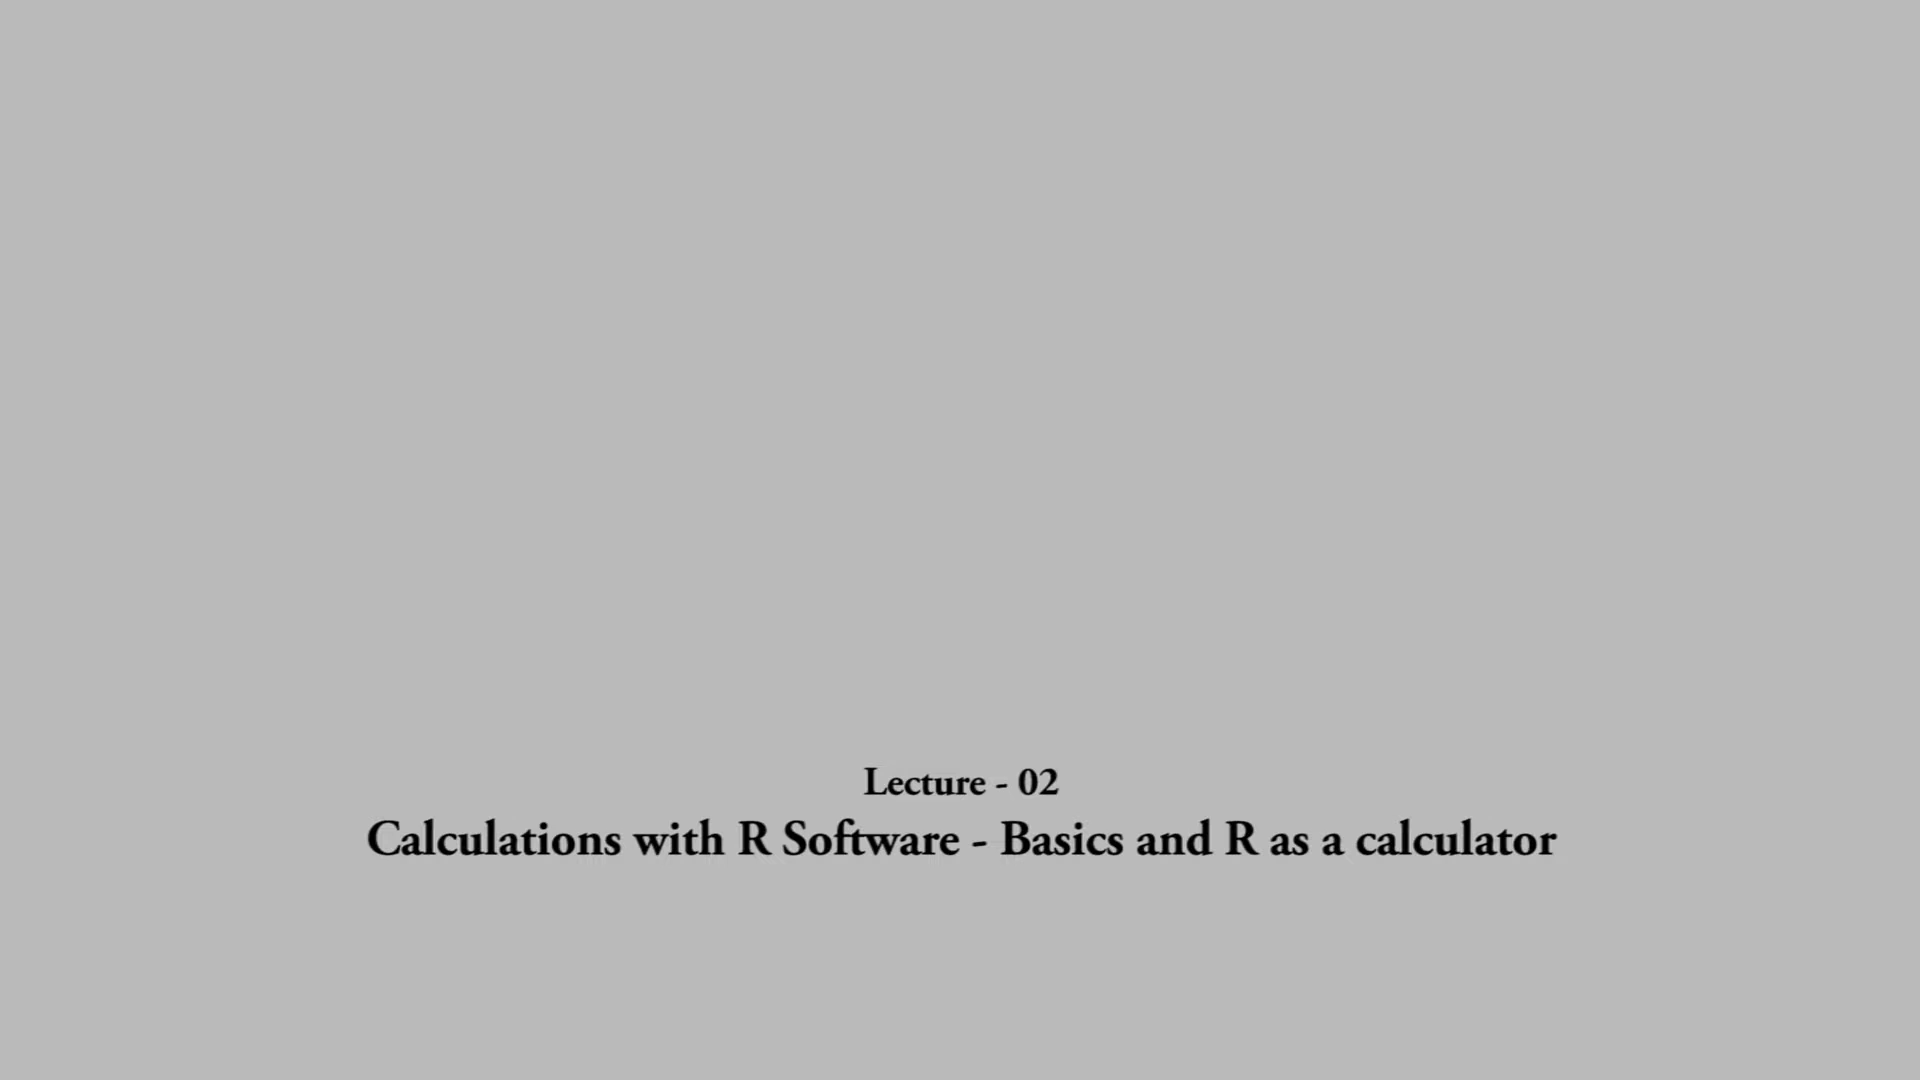 Lecture - 02
Calculations with R Software - Basics and R as a calculator